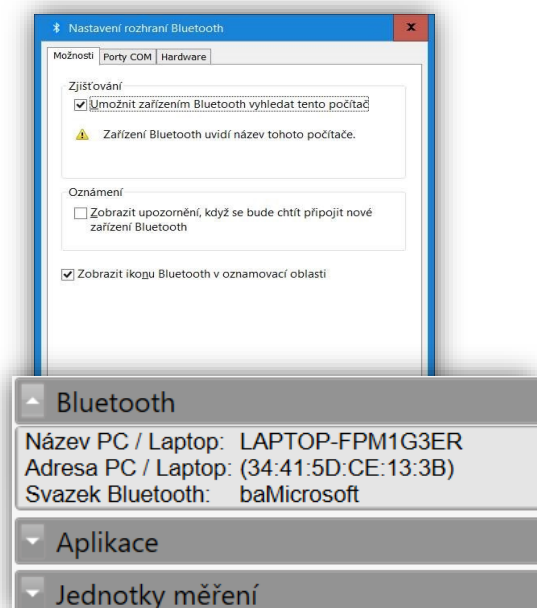 Nastavení rozhraní Bluetooth
x
Možnosti Porty COM Hardware
Zjišťování
Umožnit zařízením Bluetooth vyhledat tento počítač
Zařízení Bluetooth uvidí název tohoto počítače.
Oznámení
Zobrazit upozornění, když se bude chtít připojit nové
zařízení Bluetooth
Zobrazit ikonu Bluetooth v oznamovací oblasti
Bluetooth
Název PC / Laptop: LAPTOP-FPM1G3ER
Adresa PC / Laptop: (34:41:5D:CE:13:3B)
Svazek Bluetooth: baMicrosoft
Aplikace
Jednotky měření